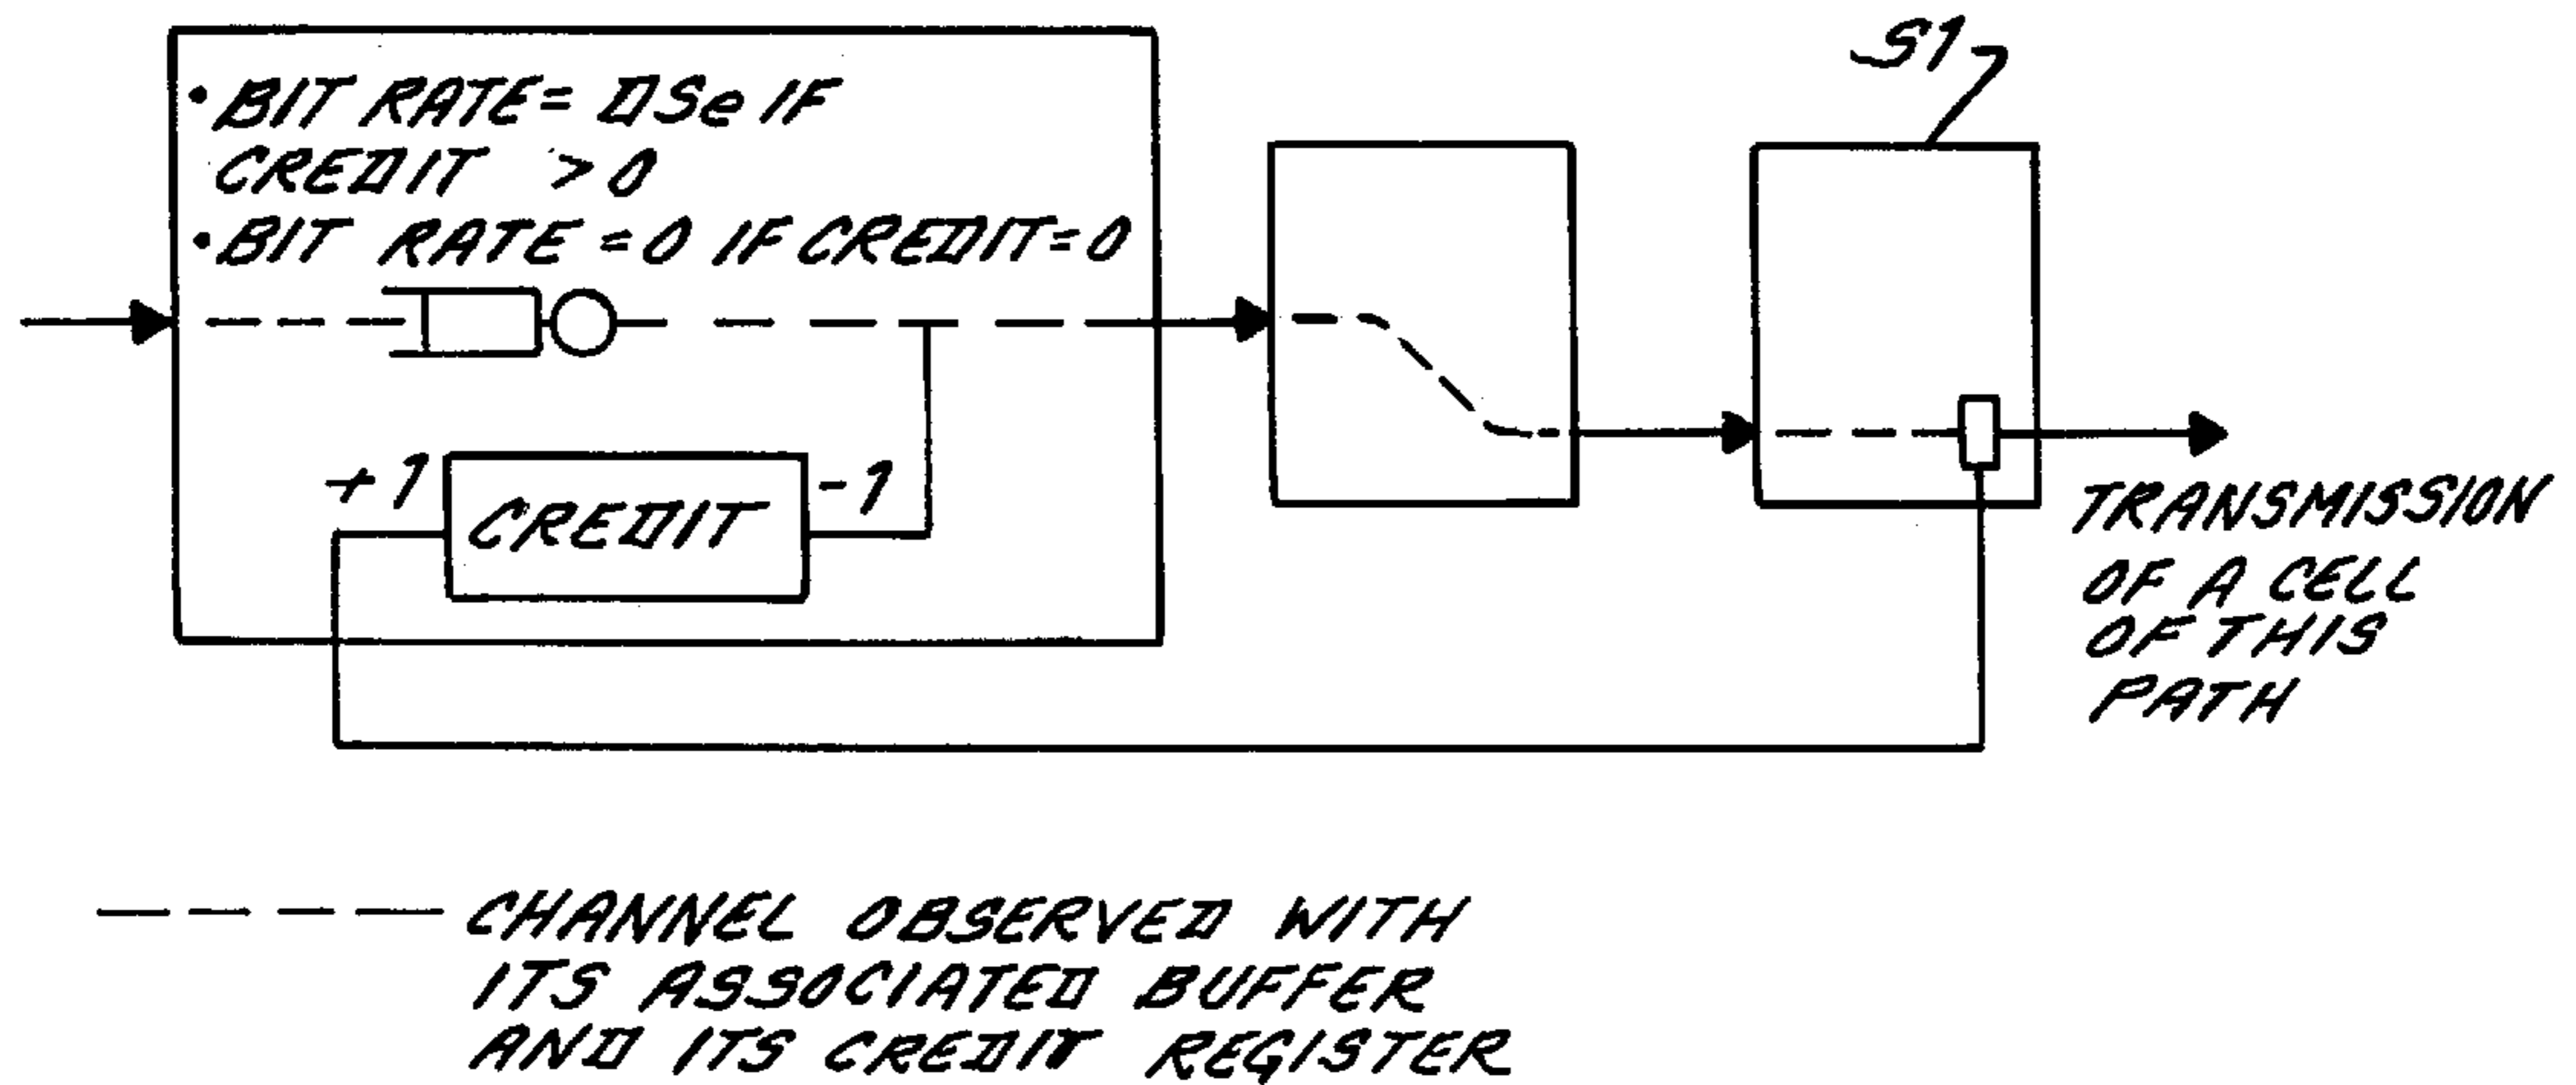 • BIT RATE = DSe IF
CREDIT > 0
• BIT RATE = 0 IF CREDIT = 0
+1
CREDIT
-1
S1
TRANSMISSION
OF A CELL
OF THIS
PATH
CHANNEL OBSERVED WITH
ITS ASSOCIATED BUFFER
AND ITS CREDIT REGISTER